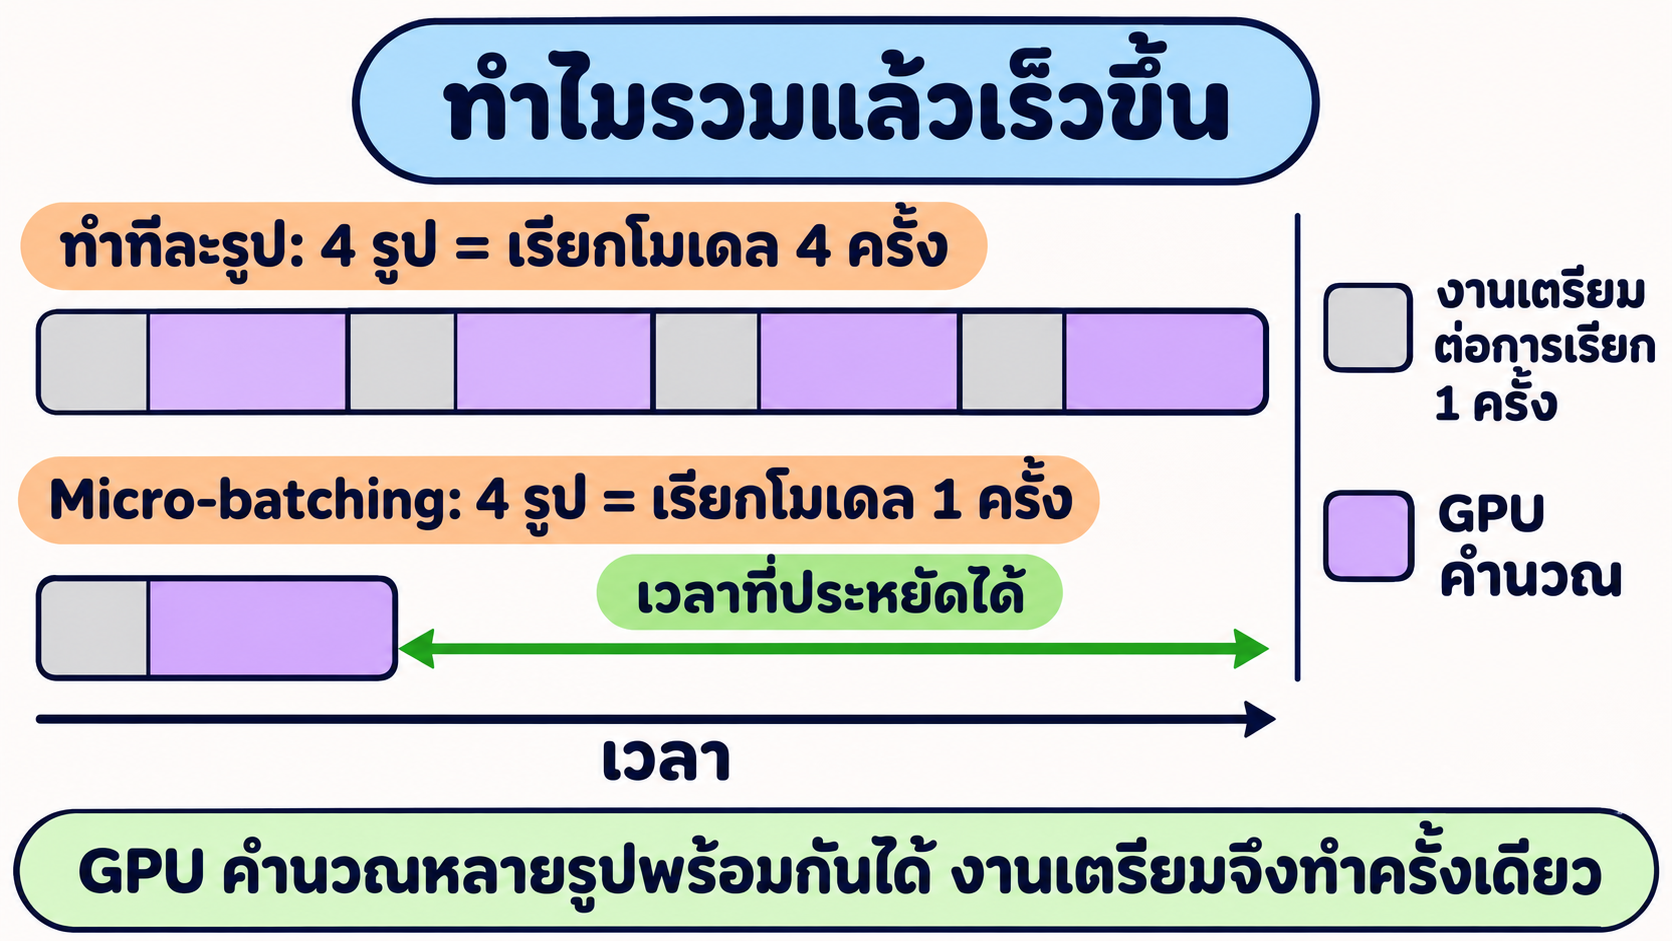 ทำไมรวมแล้วเร็วขึ้น
ทำทีละรูป: 4 รูป = เรียกโมเดล 4 ครั้ง
งานเตรียม
ต่อการเรียก
1 ครั้ง
Micro-batching: 4 รูป = เรียกโมเดล 1 ครั้ง
GPU
คำนวณ
เวลาที่ประหยัดได้
เวลา
GPU คำนวณหลายรูปพร้อมกันได้ งานเตรียมจึงทำครั้งเดียว